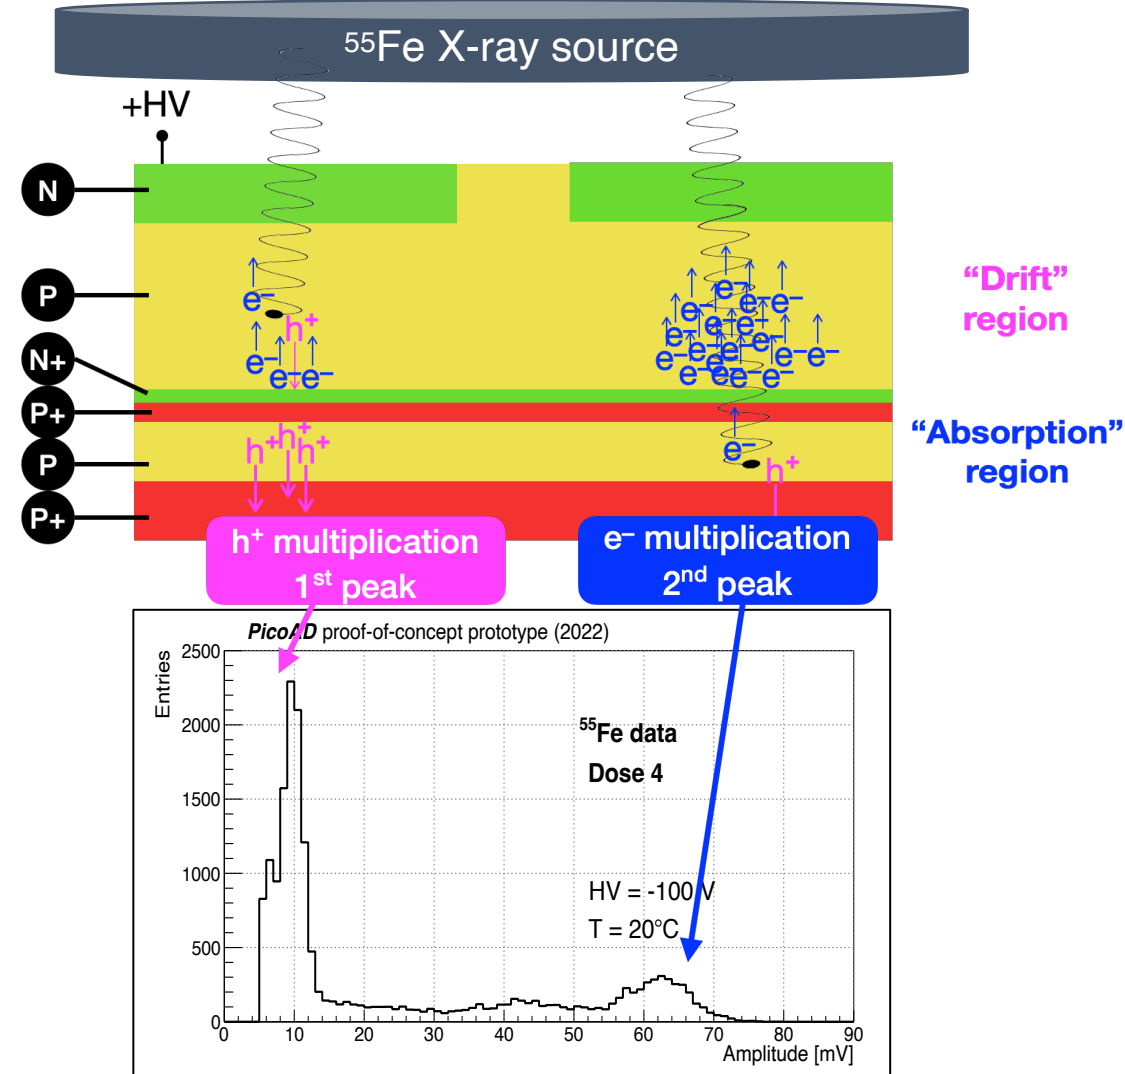 ⁵⁵Fe X-ray source
+HV
N
P
N+
P+
P
P+
e⁻
h⁺
e⁻
e⁻ e⁻
h⁺ h⁺ h⁺
e⁻ e⁻ e⁻
e⁻ e⁻ e⁻
e⁻ e⁻ e⁻ e⁻
e⁻ e⁻ e⁻
e⁻ e⁻ e⁻ e⁻
e⁻
h⁺
“Drift”
region
“Absorption”
region
h⁺ multiplication
1ˢᵗ peak
e⁻ multiplication
2ⁿᵈ peak
PicoAD proof-of-concept prototype (2022)
Entries
2500
2000
1500
1000
500
0
⁵⁵Fe data
Dose 4
HV = -100 V
T = 20°C
0 10 20 30 40 50 60 70 80 90
Amplitude [mV]